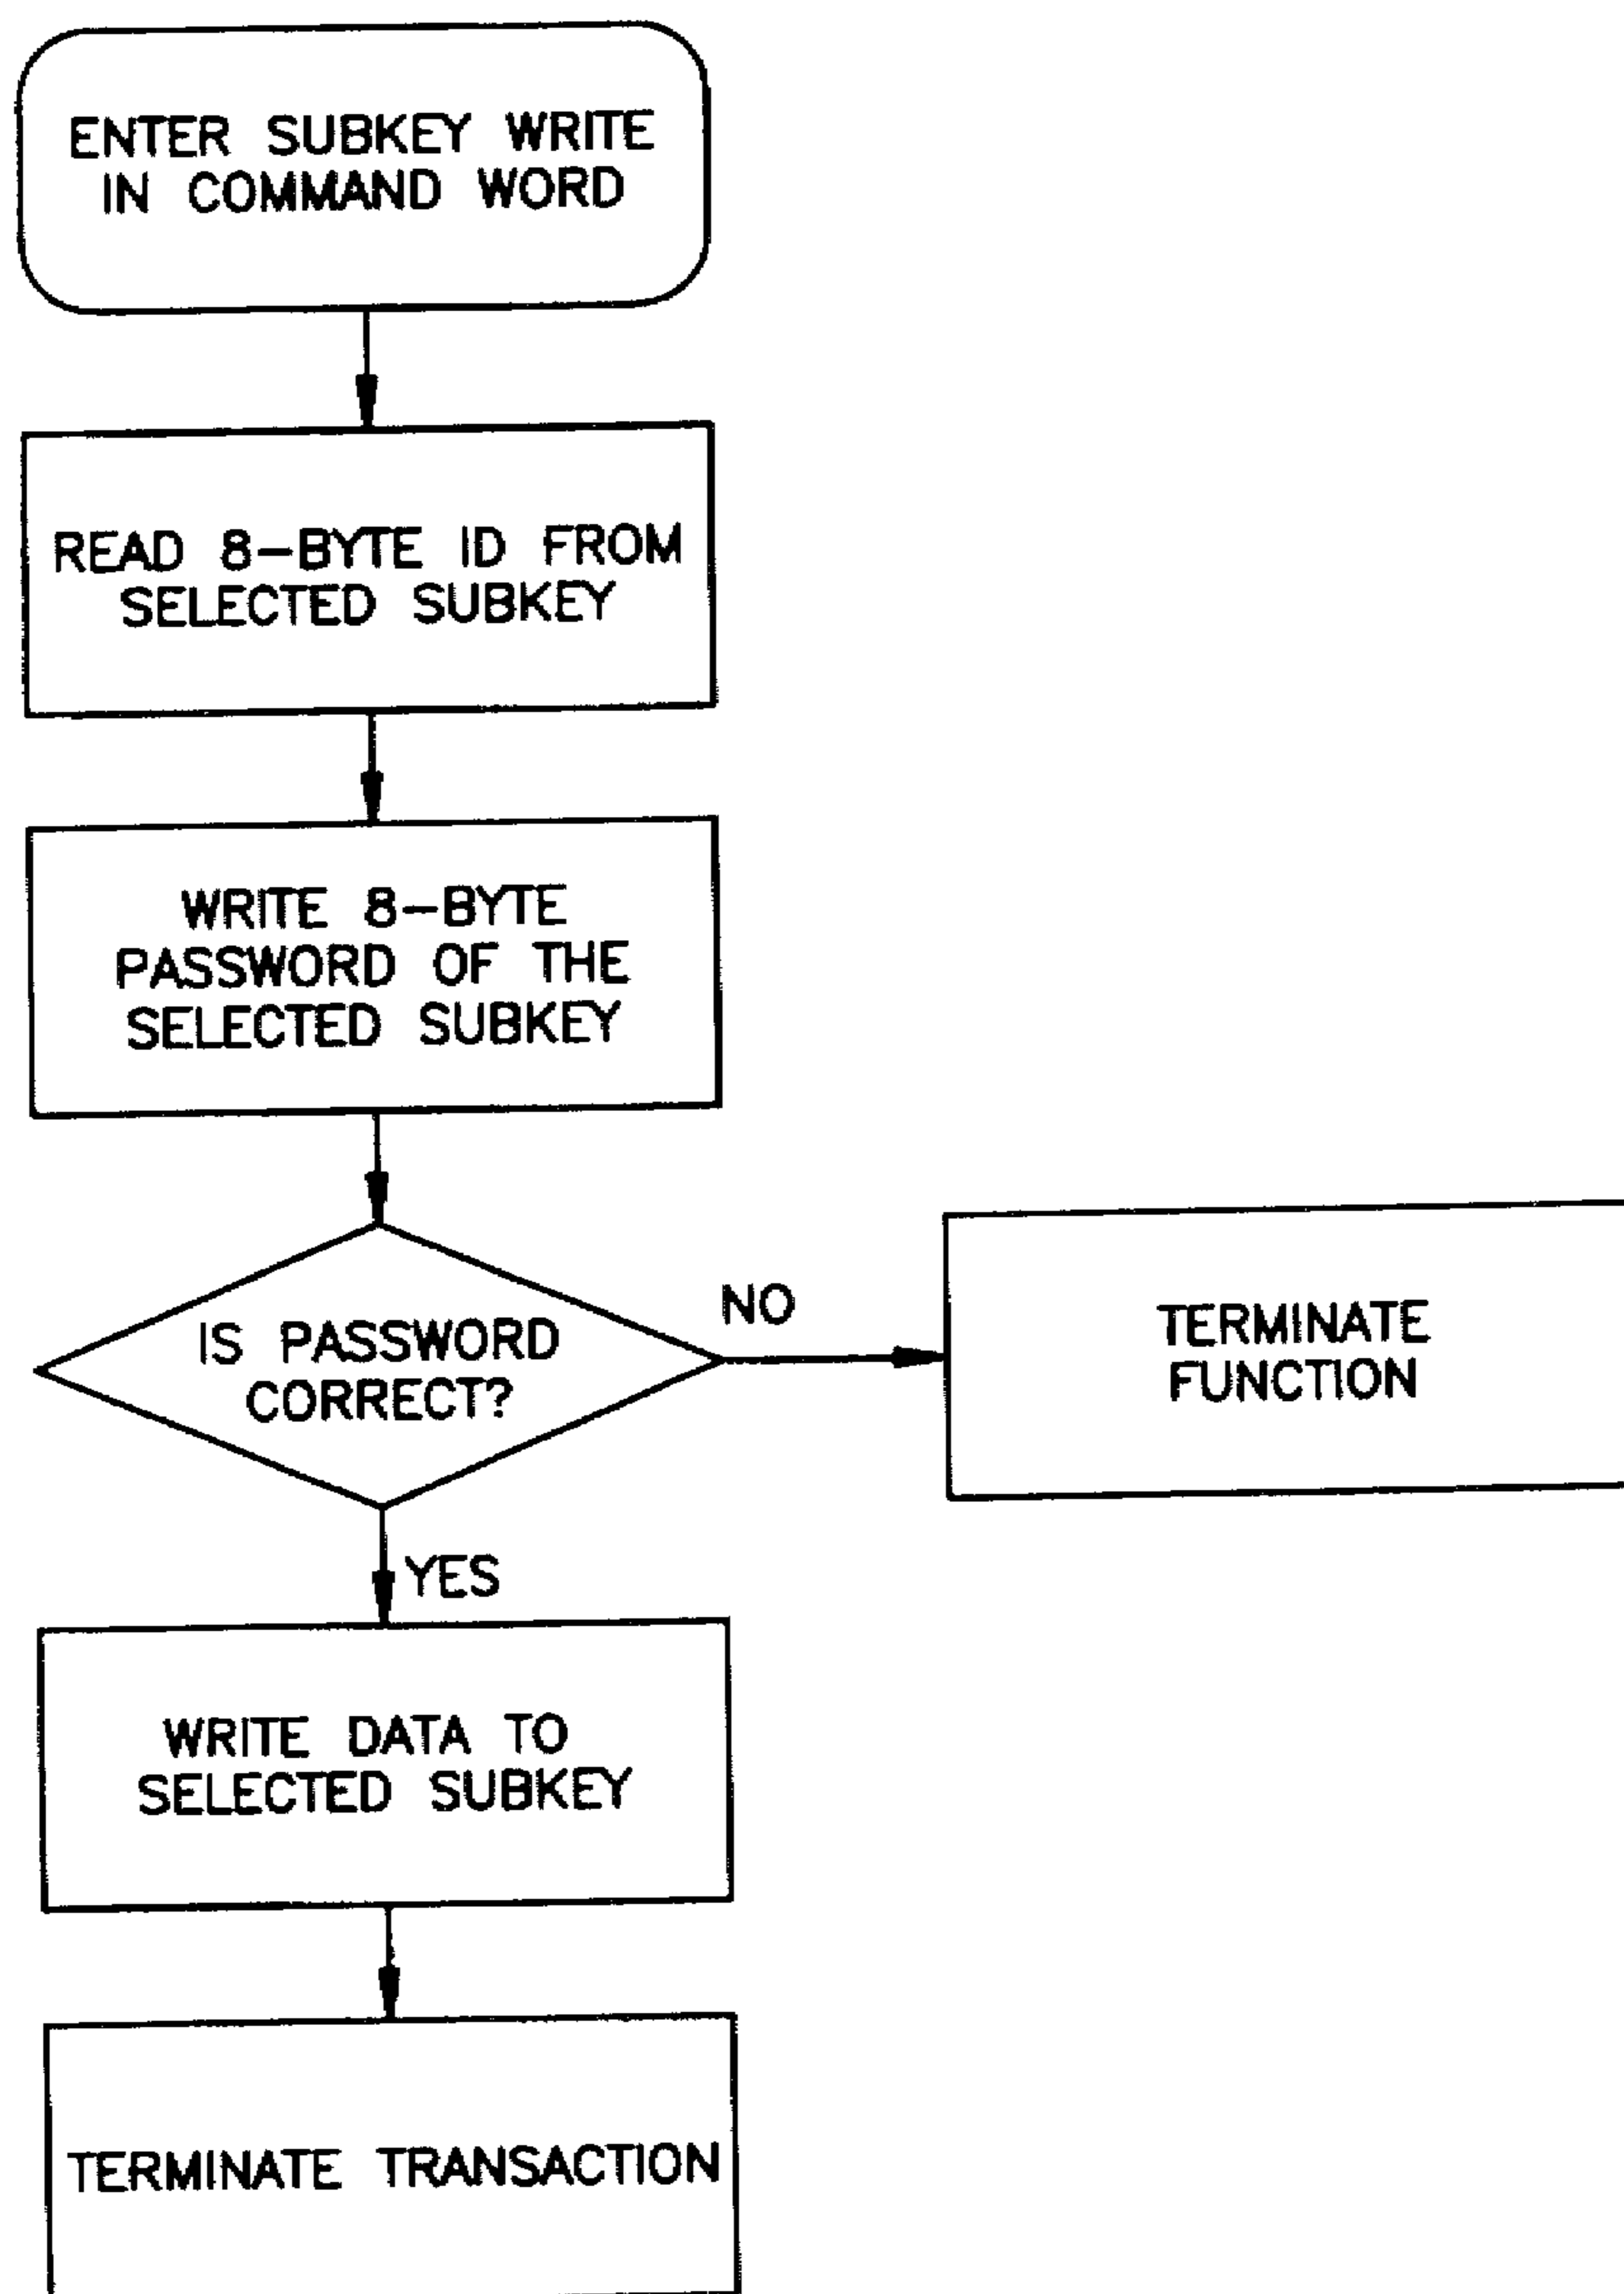 ENTER SUBKEY WRITE
IN COMMAND WORD
READ 8-BYTE ID FROM
SELECTED SUBKEY
WRITE 8-BYTE
PASSWORD OF THE
SELECTED SUBKEY
IS PASSWORD
CORRECT?
NO
TERMINATE
FUNCTION
YES
WRITE DATA TO
SELECTED SUBKEY
TERMINATE TRANSACTION